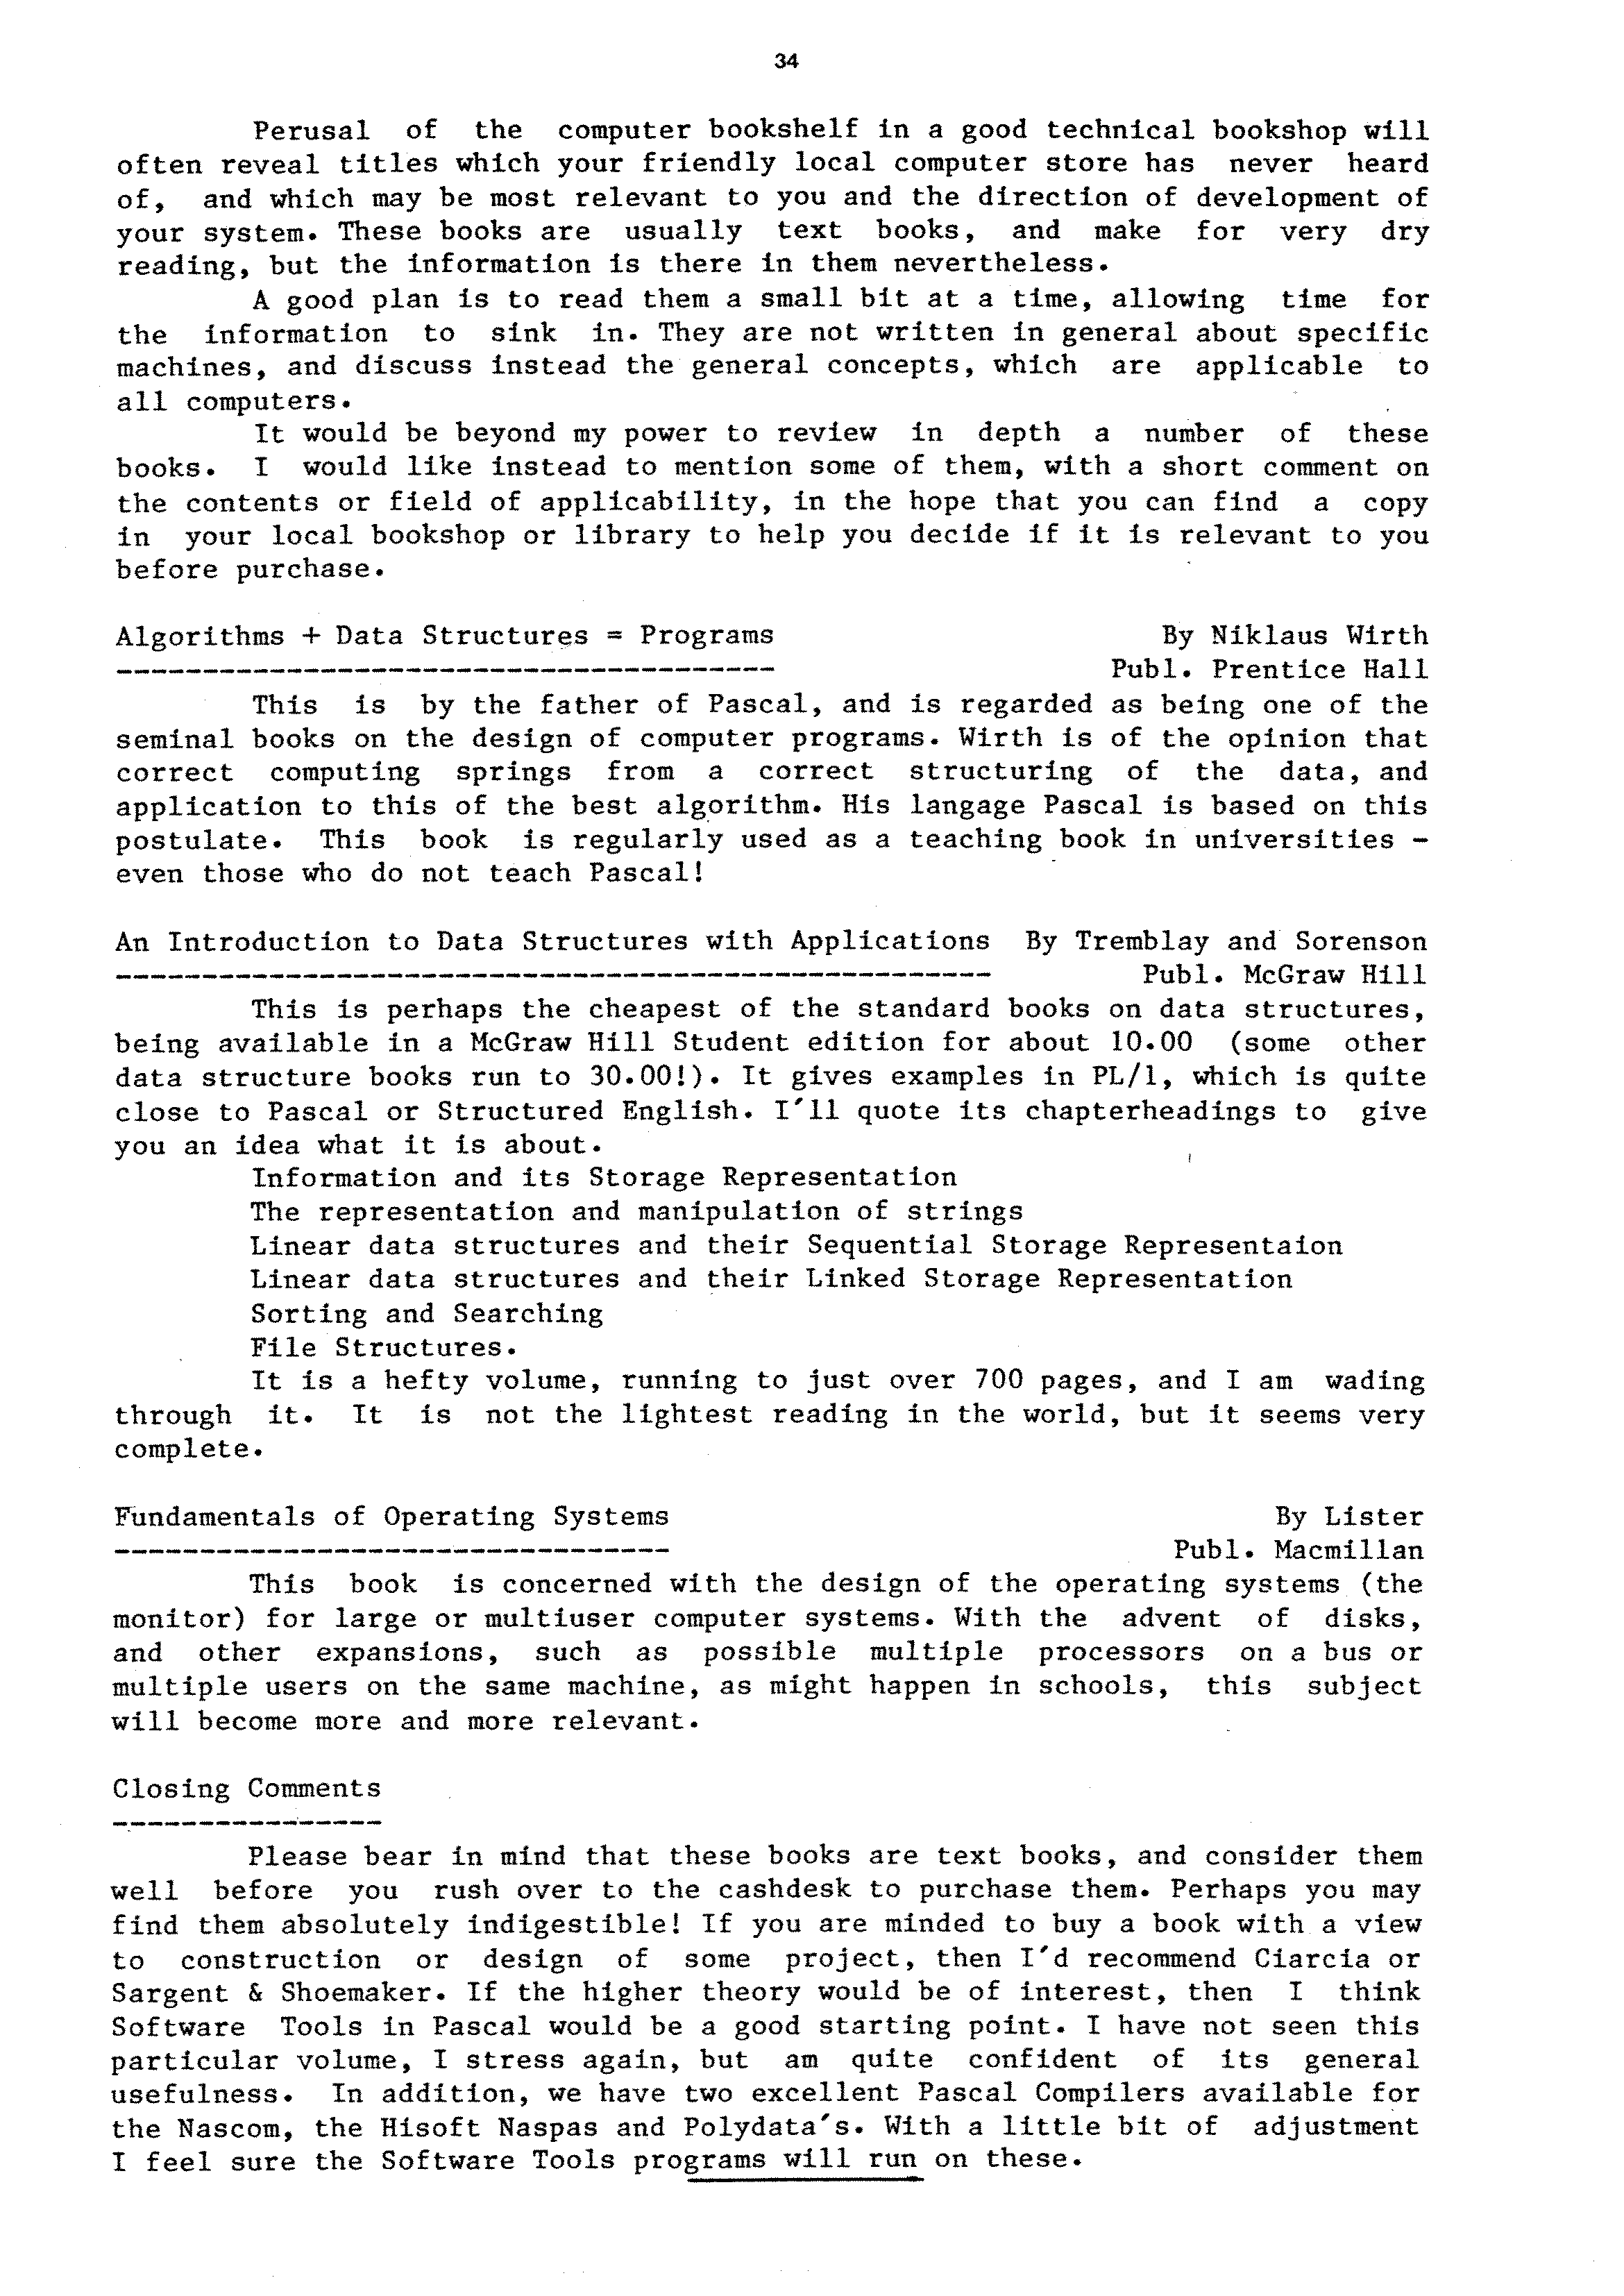 34
Perusal of the computer bookshelf in a good technical bookshop will
often reveal titles which your friendly local computer store has never heard
of, and which may be most relevant to you and the direction of development of
your system. These books are usually text books, and make for very dry
reading, but the information is there in them nevertheless.
A good plan is to read them a small bit at a time, allowing time for
the information to sink in. They are not written in general about specific
machines, and discuss instead the general concepts, which are applicable to
all computers.
It would be beyond my power to review in depth a number of these
books. I would like instead to mention some of them, with a short comment on
the contents or field of applicability, in the hope that you can find a copy
in your local bookshop or library to help you decide if it is relevant to you
before purchase.
Algorithms + Data Structures = Programs By Niklaus Wirth
--------------------------------------- Publ. Prentice Hall
This is by the father of Pascal, and is regarded as being one of the
seminal books on the design of computer programs. Wirth is of the opinion that
correct computing springs from a correct structuring of the data, and
application to this of the best algorithm. His langage Pascal is based on this
postulate. This book is regularly used as a teaching book in universities -
even those who do not teach Pascal!
An Introduction to Data Structures with Applications By Tremblay and Sorenson
---------------------------------------------------- Publ. McGraw Hill
This is perhaps the cheapest of the standard books on data structures,
being available in a McGraw Hill Student edition for about 10.00 (some other
data structure books run to 30.00!). It gives examples in PL/1, which is quite
close to Pascal or Structured English. I'll quote its chapterheadings to give
you an idea what it is about.
Information and its Storage Representation
The representation and manipulation of strings
Linear data structures and their Sequential Storage Representaion
Linear data structures and their Linked Storage Representation
Sorting and Searching
File Structures.
It is a hefty volume, running to just over 700 pages, and I am wading
through it. It is not the lightest reading in the world, but it seems very
complete.
Fundamentals of Operating Systems By Lister
--------------------------------- Publ. Macmillan
This book is concerned with the design of the operating systems (the
monitor) for large or multiuser computer systems. With the advent of disks,
and other expansions, such as possible multiple processors on a bus or
multiple users on the same machine, as might happen in schools, this subject
will become more and more relevant.
Closing Comments
----------------
Please bear in mind that these books are text books, and consider them
well before you rush over to the cashdesk to purchase them. Perhaps you may
find them absolutely indigestible! If you are minded to buy a book with a view
to construction or design of some project, then I'd recommend Ciarcia or
Sargent & Shoemaker. If the higher theory would be of interest, then I think
Software Tools in Pascal would be a good starting point. I have not seen this
particular volume, I stress again, but am quite confident of its general
usefulness. In addition, we have two excellent Pascal Compilers available for
the Nascom, the Hisoft Naspas and Polydata's. With a little bit of adjustment
I feel sure the Software Tools programs will run on these.